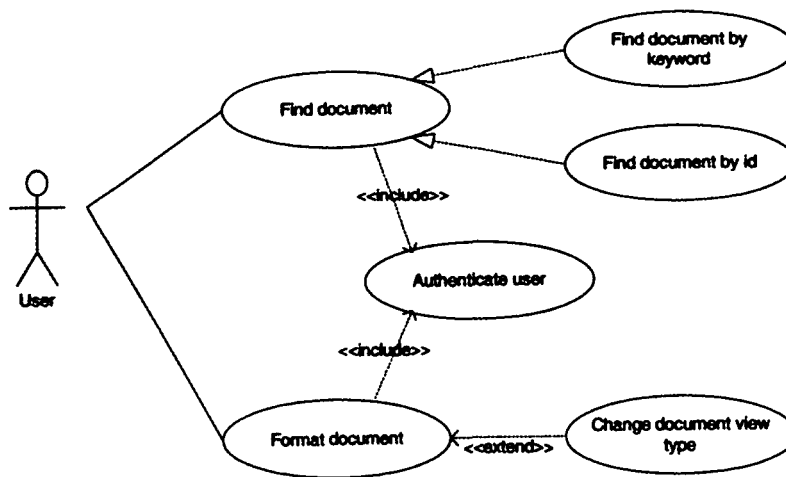 Find document by
keyword
Find document
Find document by id
<<include>>
User
Authenticate user
<<include>>
Format document
<<extend>>
Change document view
type